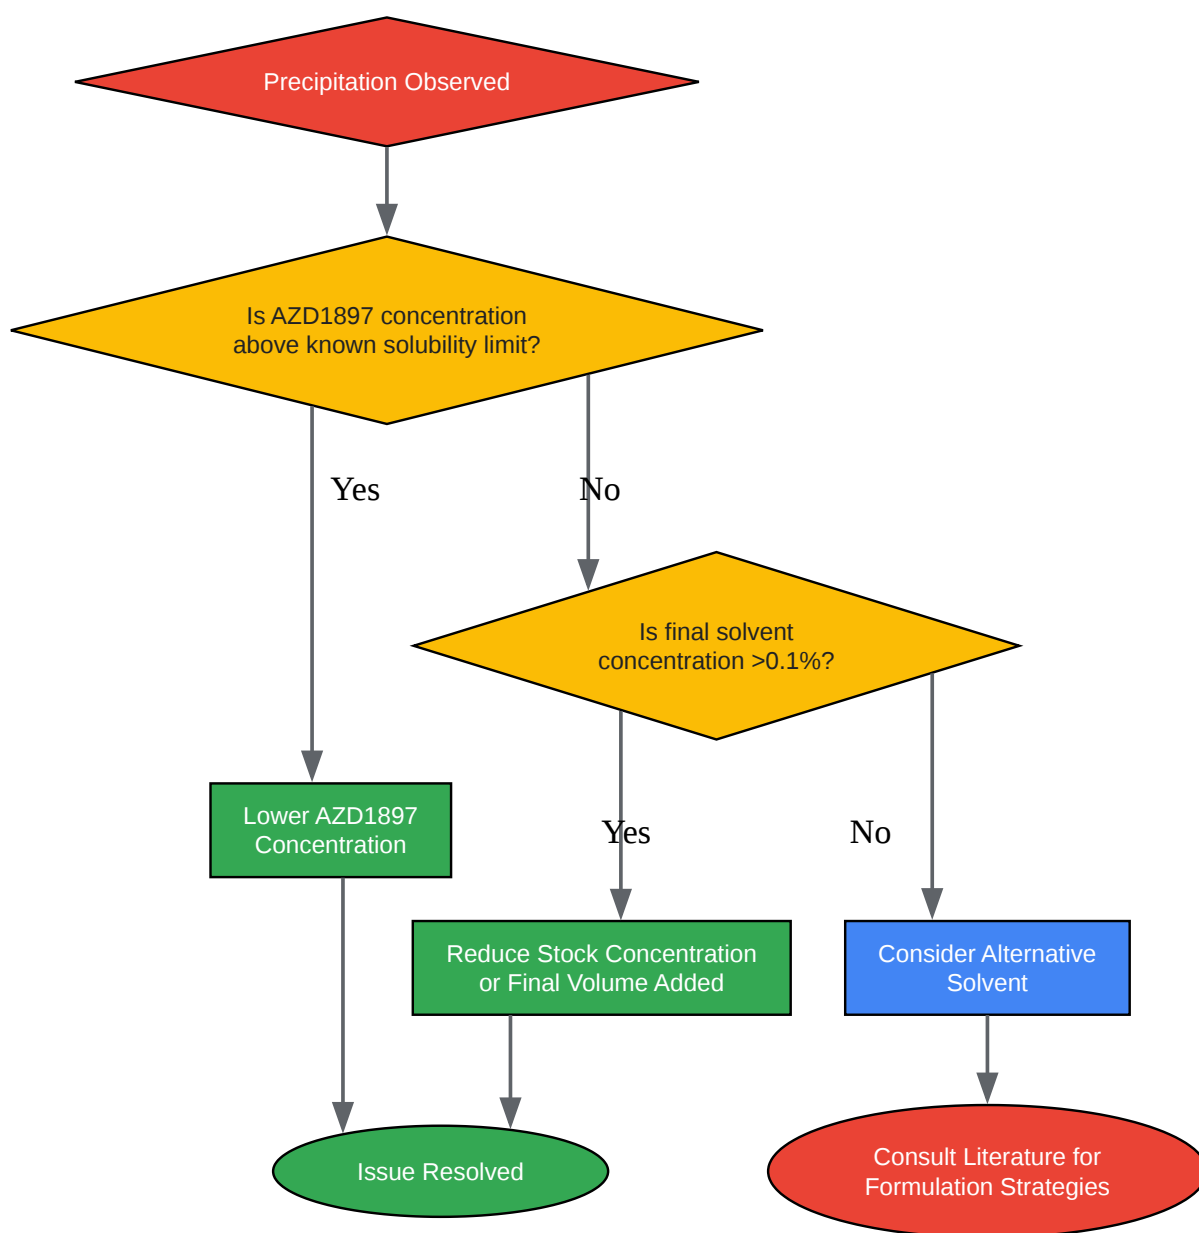 Precipitation Observed
Is AZD1897 concentration
above known solubility limit?
Yes
No
Is final solvent
concentration >0.1%?
Lower AZD1897
Concentration
Yes
No
Reduce Stock Concentration
or Final Volume Added
Consider Alternative
Solvent
Issue Resolved
Consult Literature for
Formulation Strategies